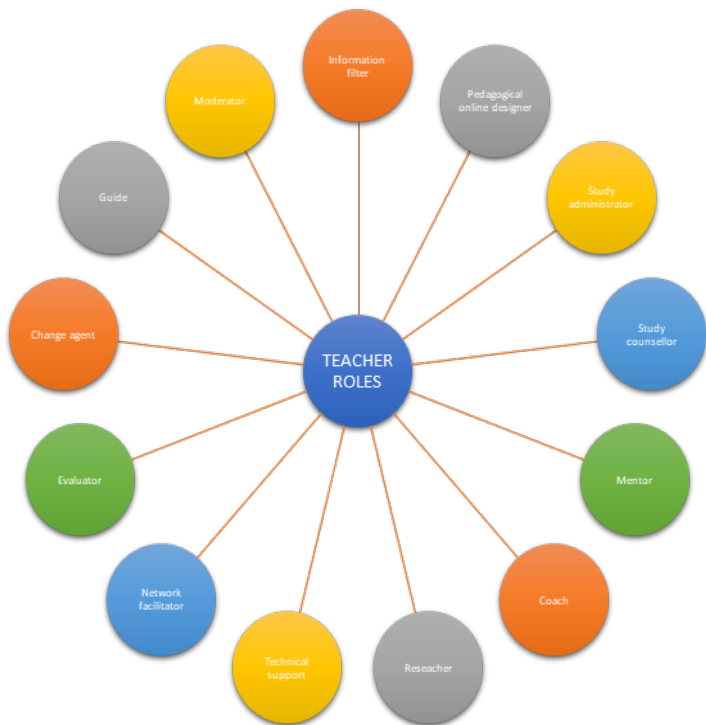 Information
filter
Pedagogical
online designer
Study
administrator
Study
counsellor
Mentor
Coach
Reseacher
Technical
support
Network
facilitator
Evaluator
Change agent
Guide
Moderator
TEACHER
ROLES